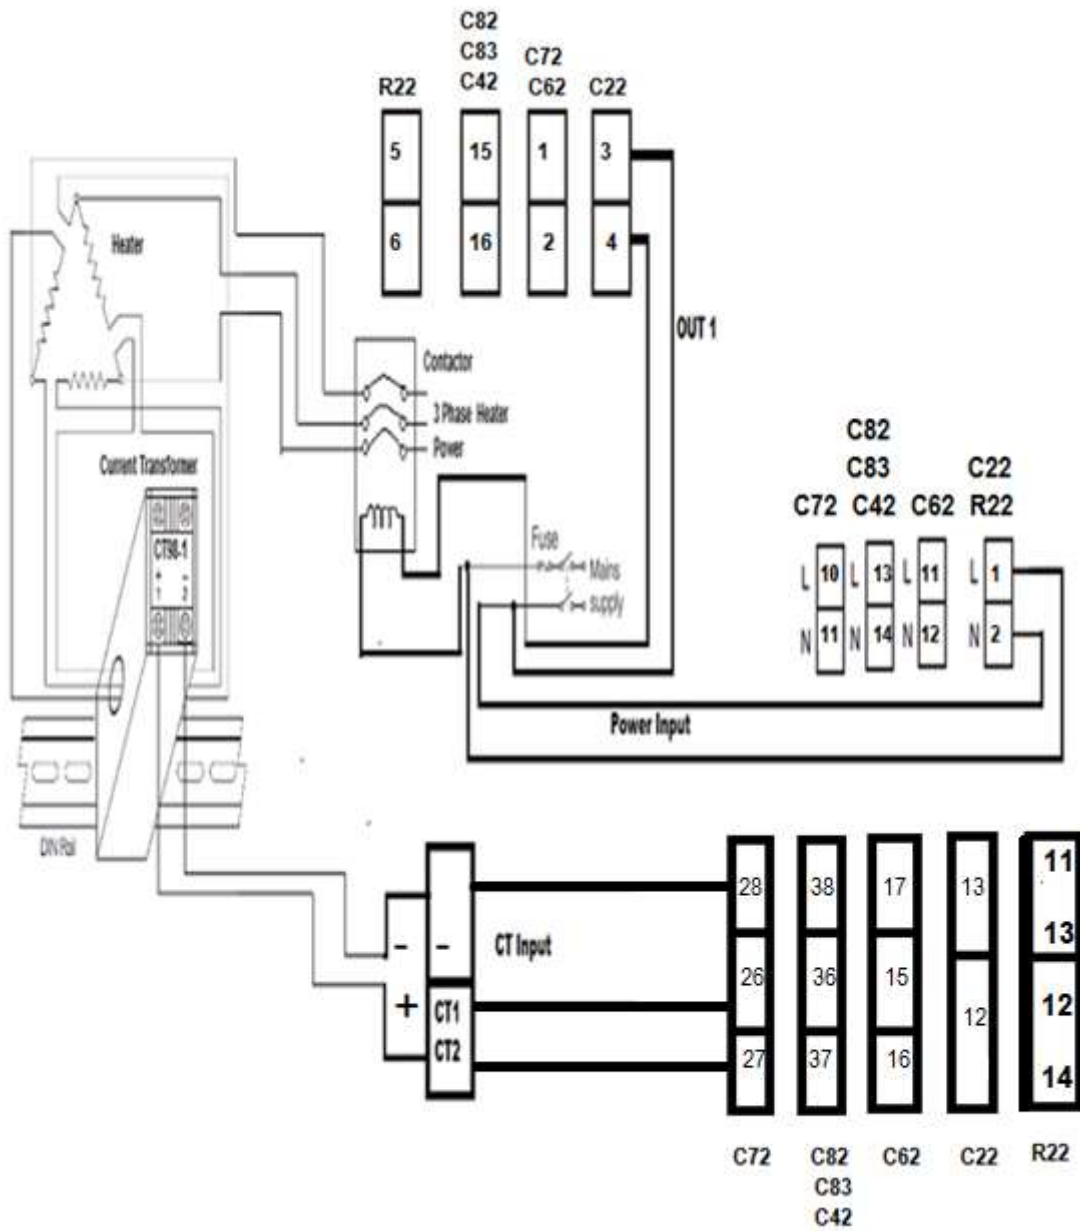 C82
C83
C42
C72
C62
R22
C22
5
15
1
3
6
16
2
4
Heater
OUT 1
Contactor
3 Phase Heater
Power
Current Transformer
CT98-1
+ -
1 2
Fuse
Mains
supply
C82
C83
C42
C72
C62
C22
R22
L 10
L 13
L 11
L 1
N 11
N 14
N 12
N 2
Power Input
DIN Rail
-
-
CT Input
+
CT1
CT2
28
38
17
13
11
13
26
36
15
12
12
27
37
16
14
C72
C82
C83
C42
C62
C22
R22